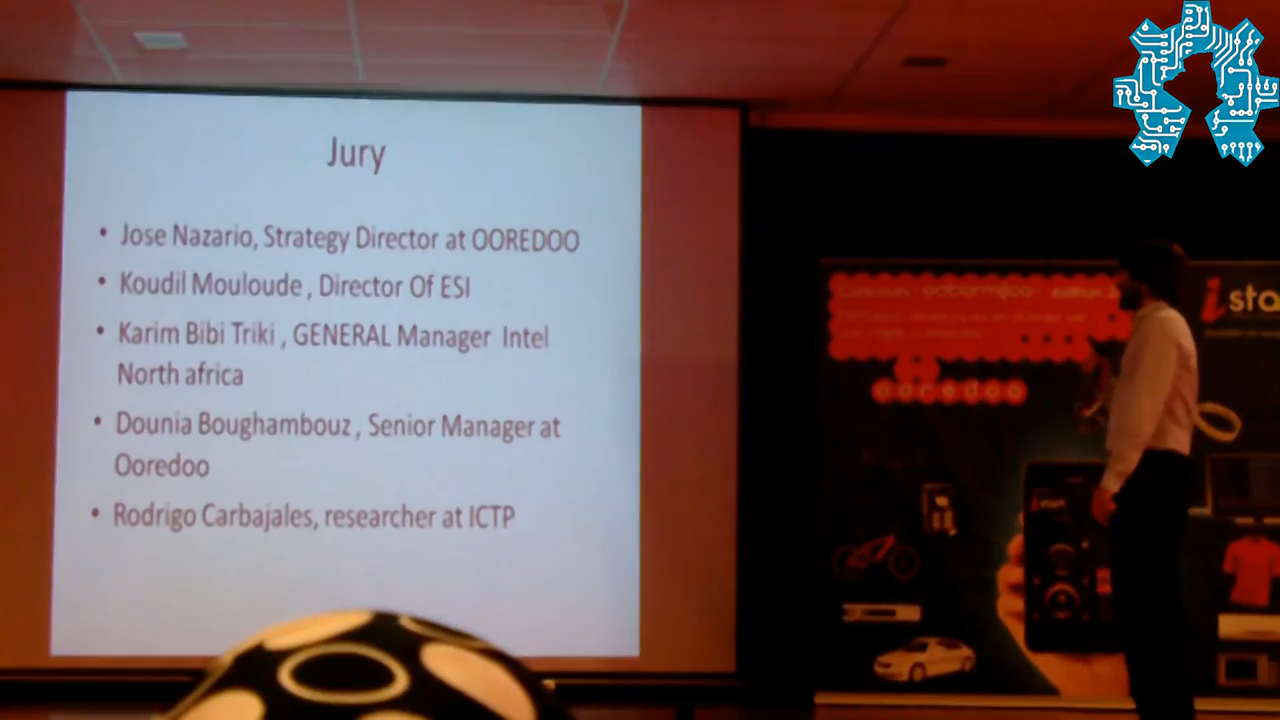 Jury
• Jose Nazario, Strategy Director at OOREDOO
• Koudil Mouloude , Director Of ESI
• Karim Bibi Triki , GENERAL Manager Intel
North africa
• Dounia Boughambouz , Senior Manager at
Ooredoo
• Rodrigo Carbajales, researcher at ICTP
ooredoo
i sta